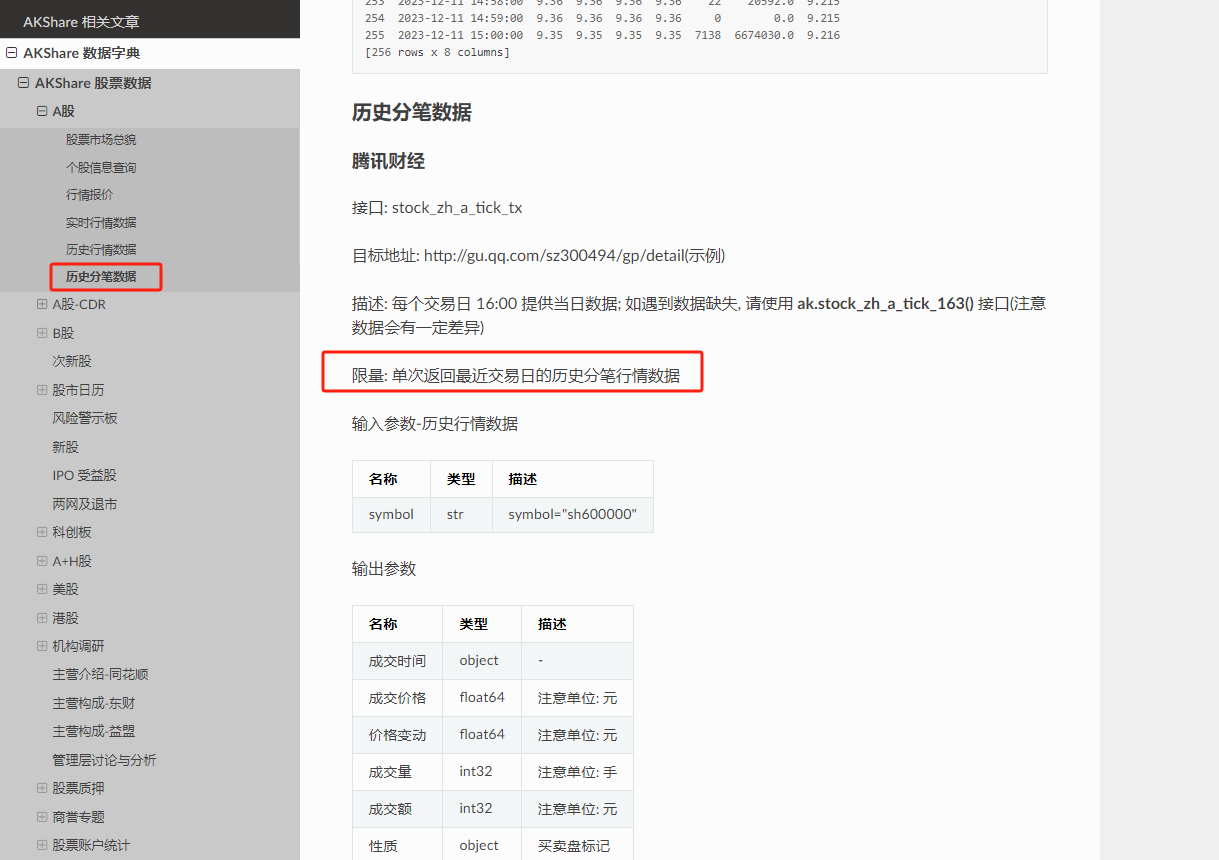 AKShare 相关文章
AKShare 数据字典
AKShare 股票数据
A股
股票市场总貌
个股信息查询
行情报价
实时行情数据
历史行情数据
历史分笔数据
A股-CDR
B股
次新股
股市日历
风险警示板
新股
IPO 受益股
两网及退市
科创板
A+H股
美股
港股
机构调研
主营介绍-同花顺
主营构成-东财
主营构成-益盟
管理层讨论与分析
股票质押
商誉专题
股票账户统计
253 2023-12-11 14:58:00 9.36 9.36 9.36 9.36 22 20592.0 9.215
254 2023-12-11 14:59:00 9.36 9.36 9.36 9.36 0 0.0 9.215
255 2023-12-11 15:00:00 9.35 9.35 9.35 9.35 7138 6674030.0 9.216
[256 rows x 8 columns]
历史分笔数据
腾讯财经
接口: stock_zh_a_tick_tx
目标地址: http://gu.qq.com/sz300494/gp/detail(示例)
描述: 每个交易日 16:00 提供当日数据; 如遇到数据缺失, 请使用 ak.stock_zh_a_tick_163() 接口(注意
数据会有一定差异)
限量: 单次返回最近交易日的历史分笔行情数据
输入参数-历史行情数据
名称 类型 描述
symbol str symbol="sh600000"
输出参数
名称 类型 描述
成交时间 object -
成交价格 float64 注意单位: 元
价格变动 float64 注意单位: 元
成交量 int32 注意单位: 手
成交额 int32 注意单位: 元
性质 object 买卖盘标记